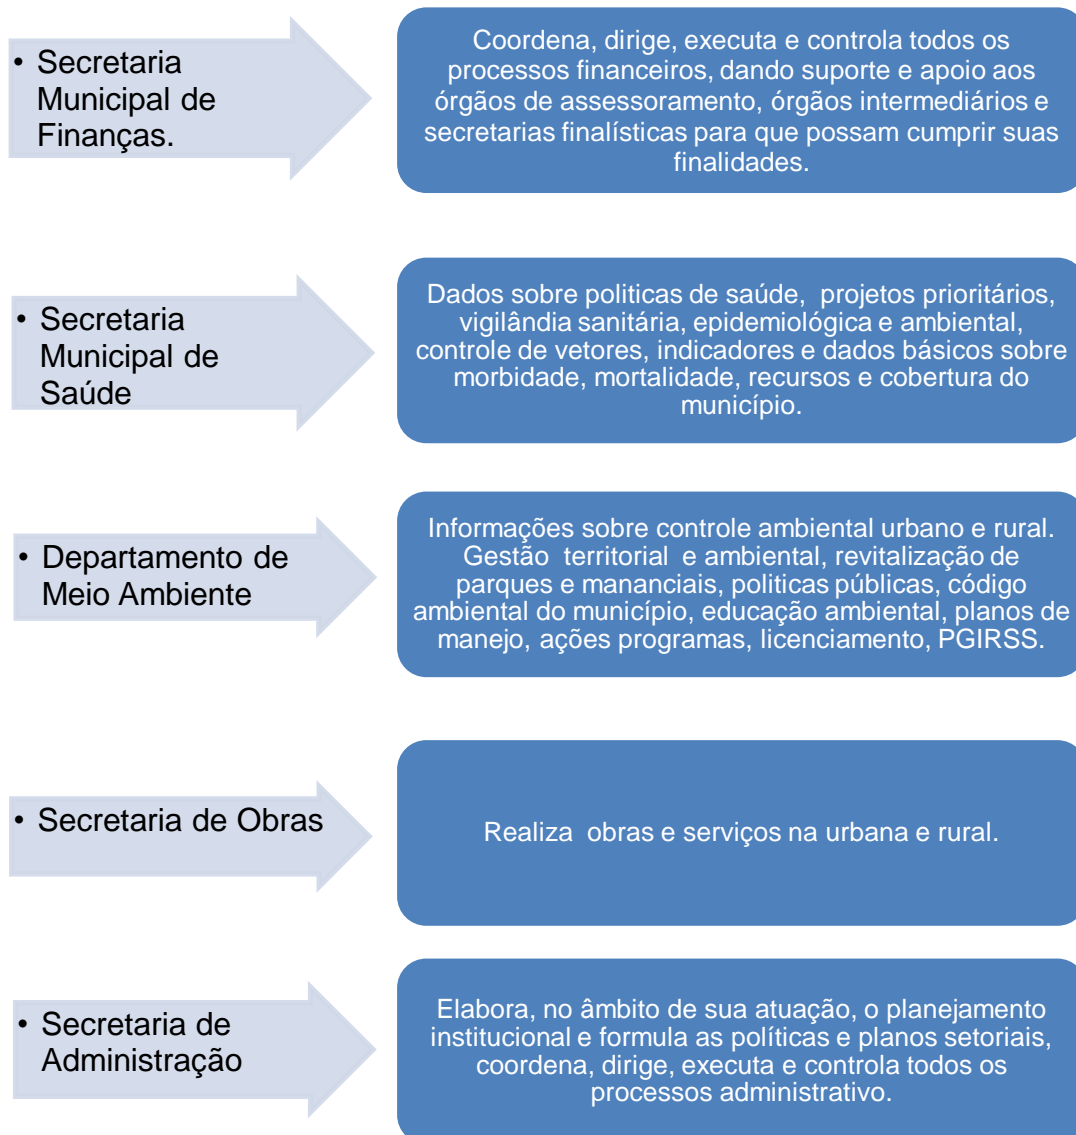 • Secretaria
Municipal de
Finanças.
Coordena, dirige, executa e controla todos os
processos financeiros, dando suporte e apoio aos
órgãos de assessoramento, órgãos intermediários e
secretarias finalísticas para que possam cumprir suas
finalidades.
• Secretaria
Municipal de
Saúde
Dados sobre politicas de saúde, projetos prioritários,
vigilândia sanitária, epidemiológica e ambiental,
controle de vetores, indicadores e dados básicos sobre
morbidade, mortalidade, recursos e cobertura do
município.
• Departamento de
Meio Ambiente
Informações sobre controle ambiental urbano e rural.
Gestão territorial e ambiental, revitalização de
parques e mananciais, politicas públicas, código
ambiental do município, educação ambiental, planos de
manejo, ações programas, licenciamento, PGIRSS.
• Secretaria de Obras
Realiza obras e serviços na urbana e rural.
• Secretaria de
Administração
Elabora, no âmbito de sua atuação, o planejamento
institucional e formula as políticas e planos setoriais,
coordena, dirige, executa e controla todos os
processos administrativo.